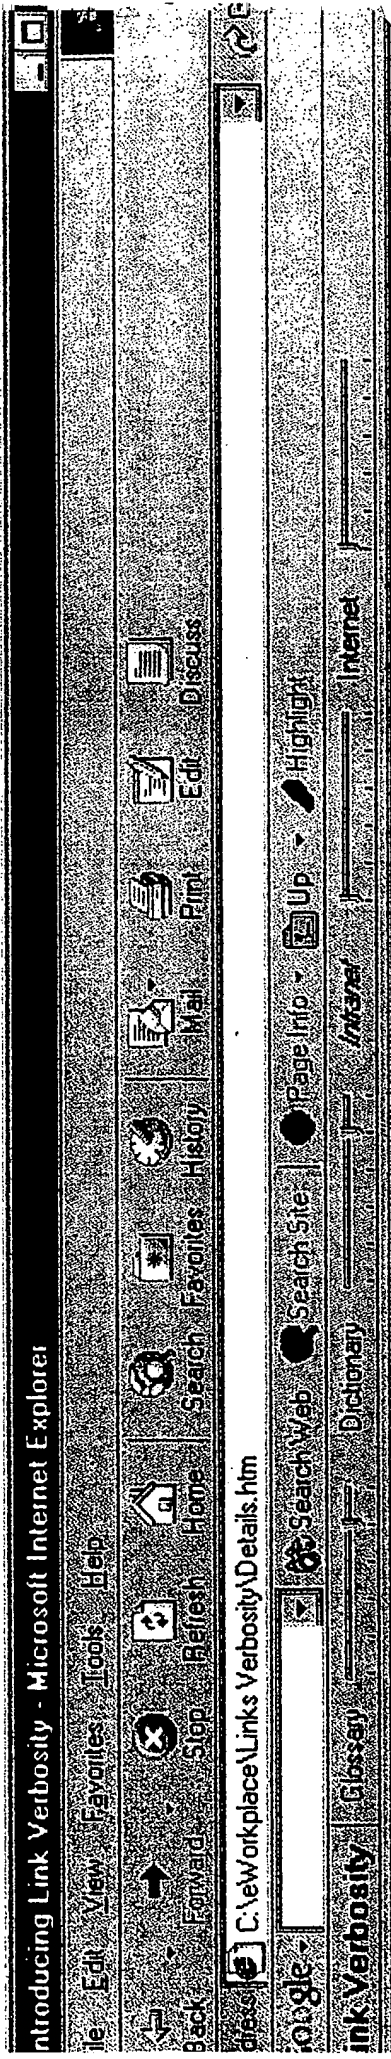 ntroducing Link Verbosity - Microsoft Internet Explorer
ile Edit View Favorites Tools Help
Back Forward Stop Refresh Home Search Favorites History Mail Print Edit Discuss
dress C:\eWorkplace\Links Verbosity\Details.htm
Google Search Web Search Site Page Info Up Highlight
ink Verbosity Glossary Dictionary Intranet Internet